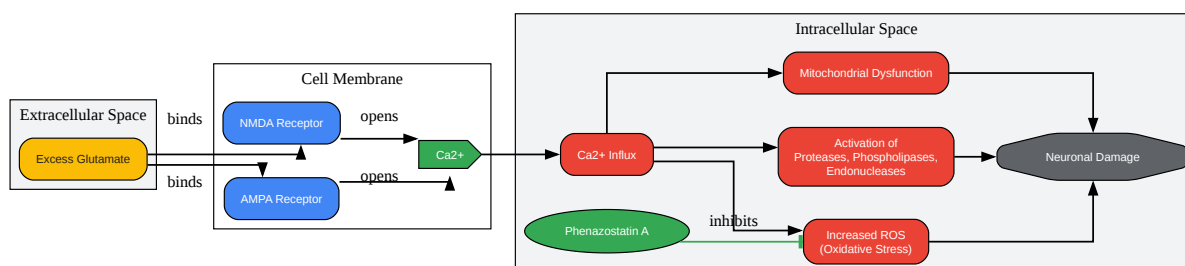 Extracellular Space
Excess Glutamate
binds
binds
Cell Membrane
NMDA Receptor
AMPA Receptor
opens
opens
Ca2+
Intracellular Space
Ca2+ Influx
Mitochondrial Dysfunction
Activation of
Proteases, Phospholipases,
Endonucleases
Neuronal Damage
Phenazostatin A
inhibits
Increased ROS
(Oxidative Stress)